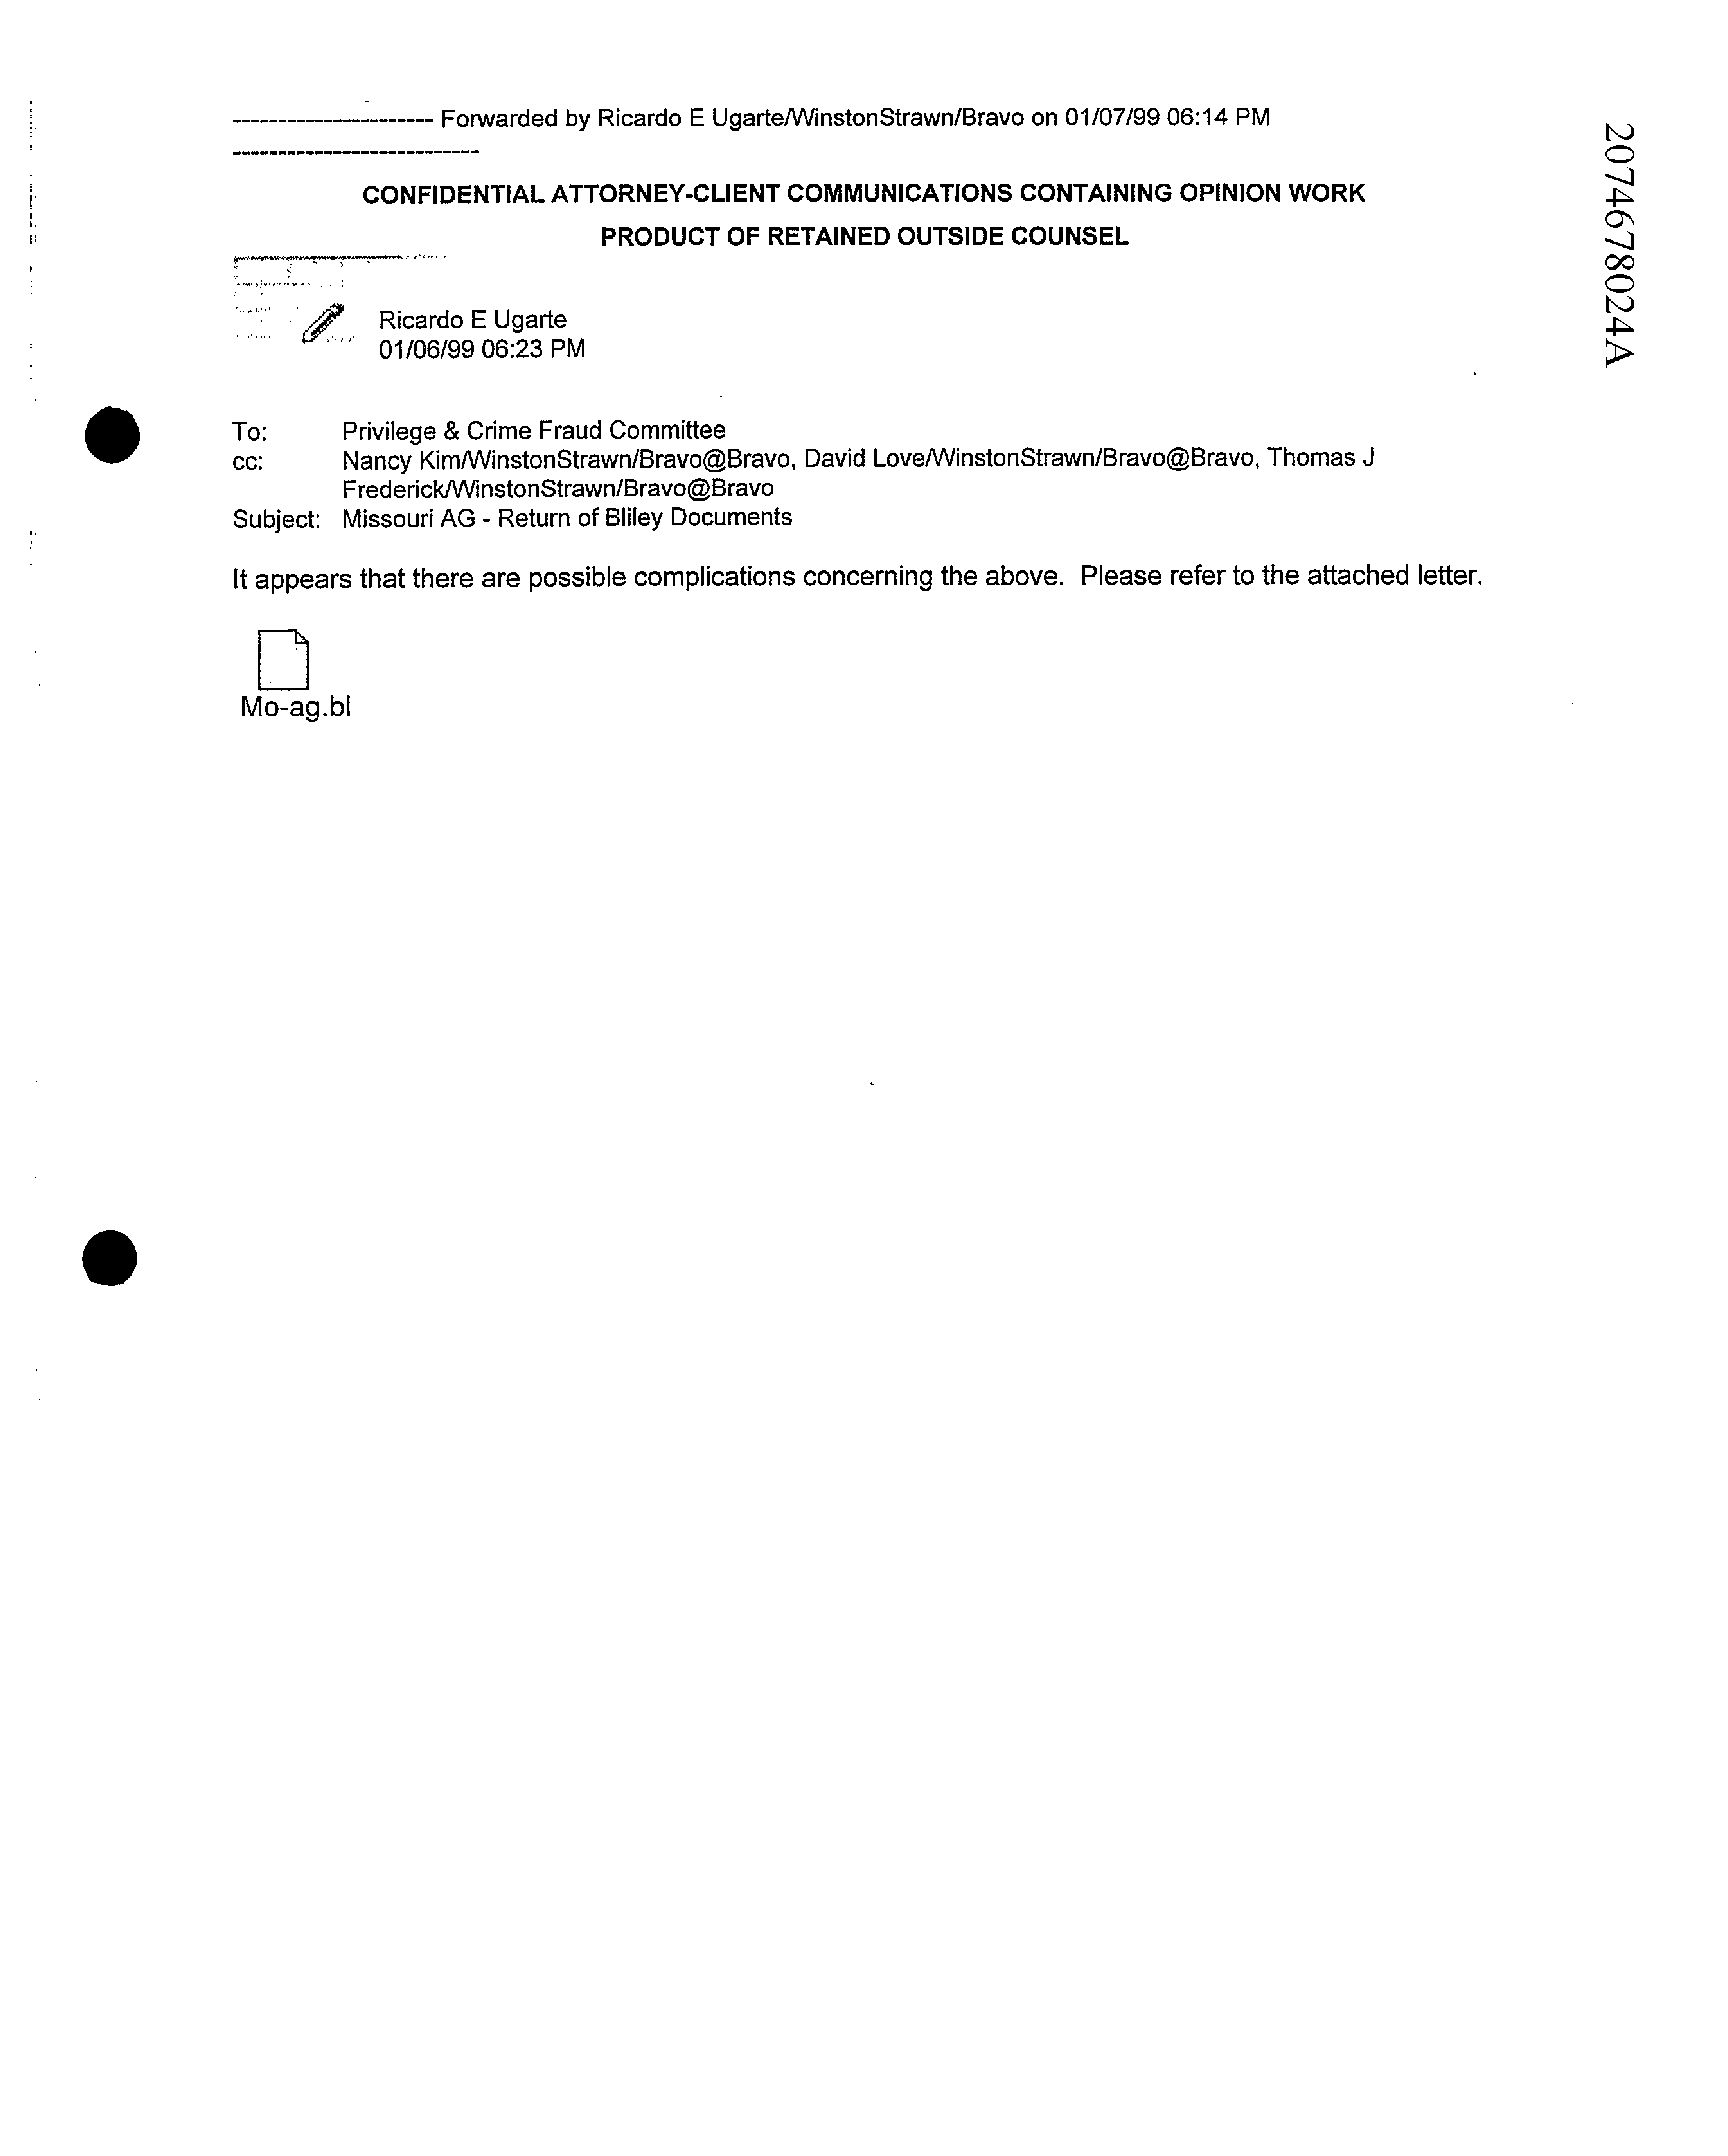 ---------------------- Forwarded by Ricardo E Ugarte/WinstonStrawn/Bravo on 01/07/99 06:14 PM
---------------------------
CONFIDENTIAL ATTORNEY-CLIENT COMMUNICATIONS CONTAINING OPINION WORK
PRODUCT OF RETAINED OUTSIDE COUNSEL
Ricardo E Ugarte
01/06/99 06:23 PM
To: Privilege & Crime Fraud Committee
cc: Nancy Kim/WinstonStrawn/Bravo@Bravo, David Love/WinstonStrawn/Bravo@Bravo, Thomas J
Frederick/WinstonStrawn/Bravo@Bravo
Subject: Missouri AG - Return of Bliley Documents
It appears that there are possible complications concerning the above. Please refer to the attached letter.
Mo-ag.bl
2074678024A